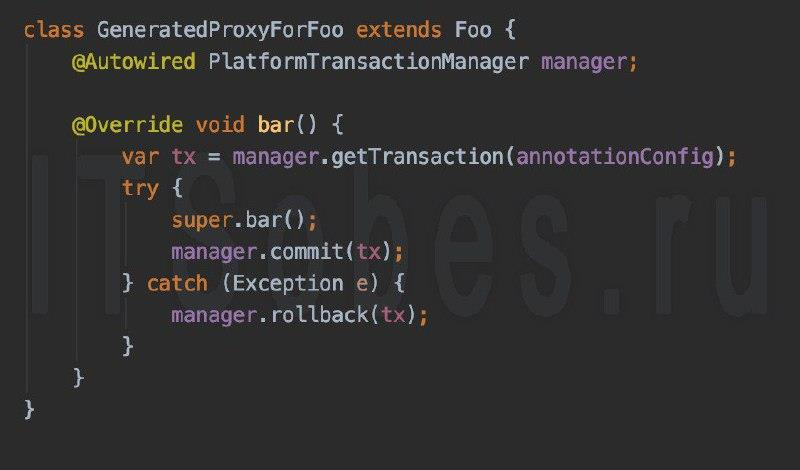 class GeneratedProxyForFoo extends Foo {
    @Autowired PlatformTransactionManager manager;

    @Override void bar() {
        var tx = manager.getTransaction(annotationConfig);
        try {
            super.bar();
            manager.commit(tx);
        } catch (Exception e) {
            manager.rollback(tx);
        }
    }
}
ITSobes.ru